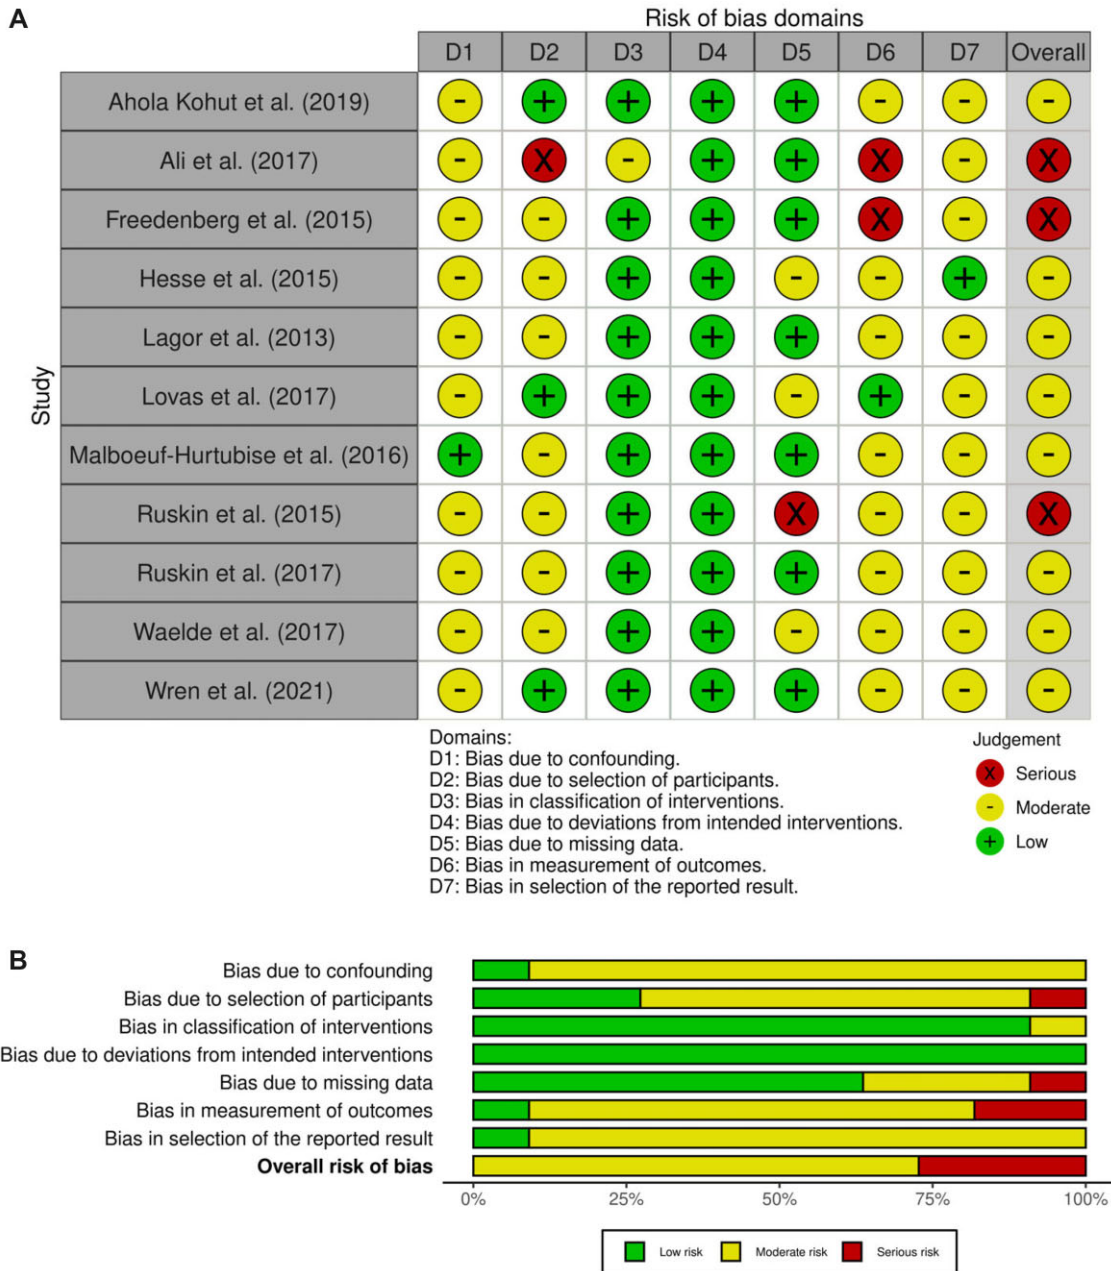 A
Risk of bias domains
D1 D2 D3 D4 D5 D6 D7 Overall
Study
Ahola Kohut et al. (2019) - + + + + - - -
Ali et al. (2017) - X - + + X - X
Freedenberg et al. (2015) - - + + + X - X
Hesse et al. (2015) - - + + - - + -
Lagor et al. (2013) - - + + + - - -
Lovas et al. (2017) - + + + - + - -
Malboeuf-Hurtubise et al. (2016) + - + + + - - -
Ruskin et al. (2015) - - + + X - - X
Ruskin et al. (2017) - - + + + - - -
Waelde et al. (2017) - - + + - - - -
Wren et al. (2021) - + + + + - - -
Domains:
D1: Bias due to confounding.
D2: Bias due to selection of participants.
D3: Bias in classification of interventions.
D4: Bias due to deviations from intended interventions.
D5: Bias due to missing data.
D6: Bias in measurement of outcomes.
D7: Bias in selection of the reported result.
Judgement
X Serious
- Moderate
+ Low
B
Bias due to confounding
Bias due to selection of participants
Bias in classification of interventions
Bias due to deviations from intended interventions
Bias due to missing data
Bias in measurement of outcomes
Bias in selection of the reported result
Overall risk of bias
0% 25% 50% 75% 100%
Low risk Moderate risk Serious risk